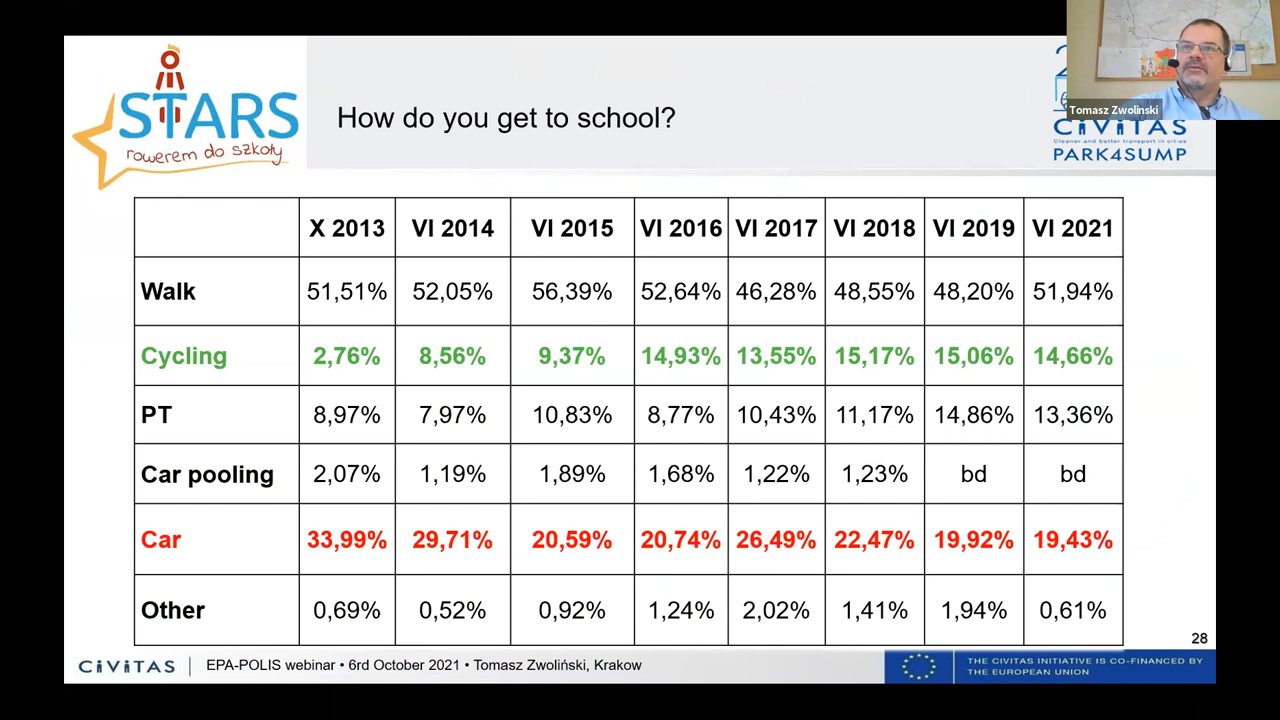 STARS
rowerem do szkoły
How do you get to school?
Tomasz Zwolinski
CiViTAS
Cleaner and better transport in cities
PARK4SUMP
X 2013 VI 2014 VI 2015 VI 2016 VI 2017 VI 2018 VI 2019 VI 2021
Walk 51,51% 52,05% 56,39% 52,64% 46,28% 48,55% 48,20% 51,94%
Cycling 2,76% 8,56% 9,37% 14,93% 13,55% 15,17% 15,06% 14,66%
PT 8,97% 7,97% 10,83% 8,77% 10,43% 11,17% 14,86% 13,36%
Car pooling 2,07% 1,19% 1,89% 1,68% 1,22% 1,23% bd bd
Car 33,99% 29,71% 20,59% 20,74% 26,49% 22,47% 19,92% 19,43%
Other 0,69% 0,52% 0,92% 1,24% 2,02% 1,41% 1,94% 0,61%
28
CiViTAS EPA-POLIS webinar • 6rd October 2021 • Tomasz Zwoliński, Krakow
THE CIVITAS INITIATIVE IS CO-FINANCED BY
THE EUROPEAN UNION